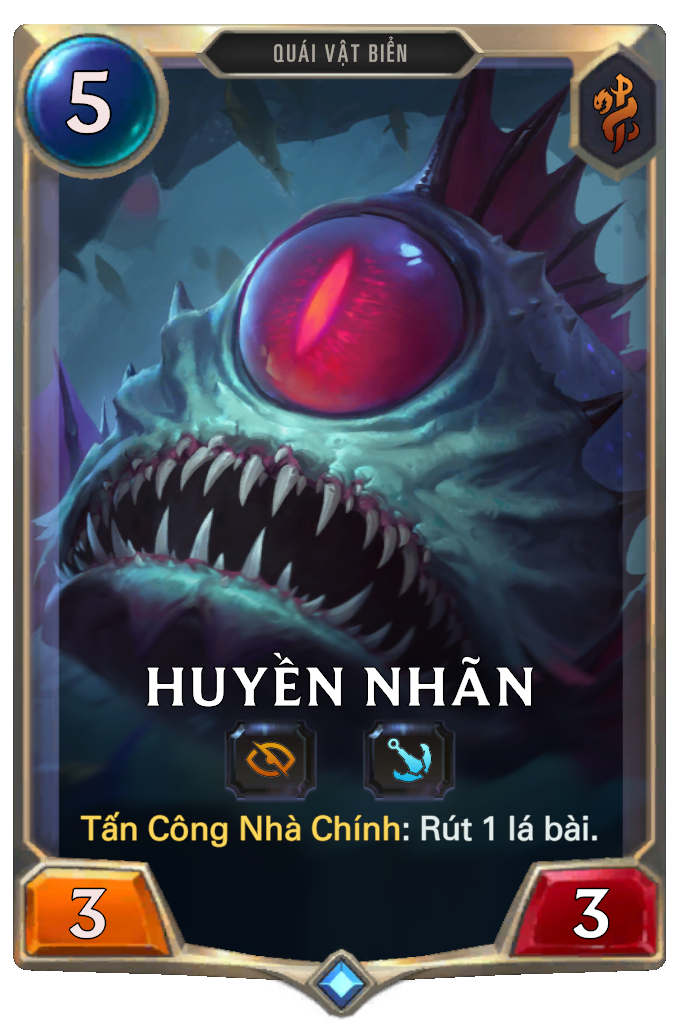 QUÁI VẬT BIỂN
5
HUYỀN NHÃN
Tấn Công Nhà Chính: Rút 1 lá bài.
3
3